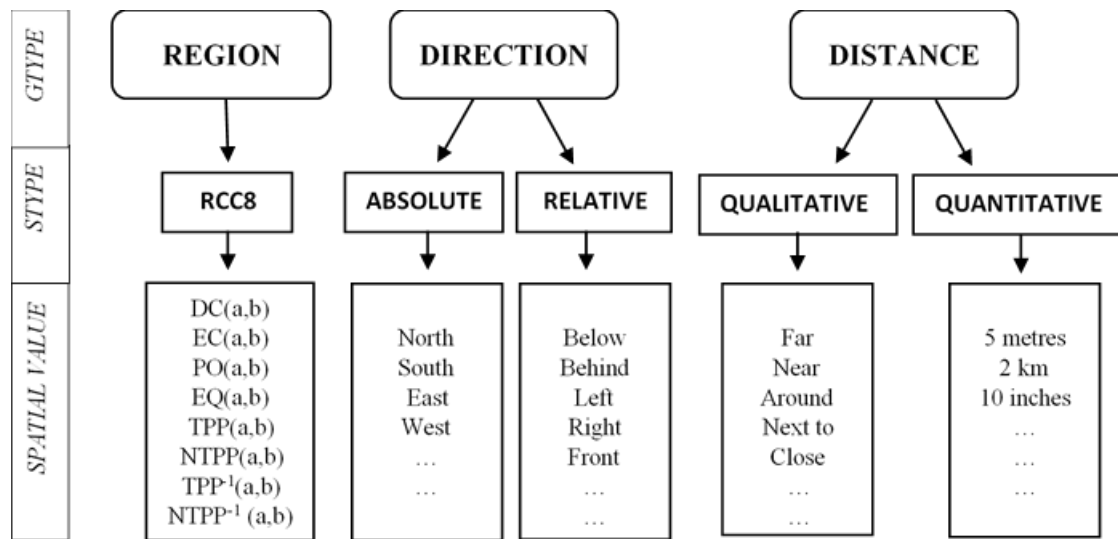 GTYPE
REGION
DIRECTION
DISTANCE
STYPE
RCC8
ABSOLUTE
RELATIVE
QUALITATIVE
QUANTITATIVE
SPATIAL VALUE
DC(a,b)
EC(a,b)
PO(a,b)
EQ(a,b)
TPP(a,b)
NTPP(a,b)
TPP⁻¹(a,b)
NTPP⁻¹ (a,b)
North
South
East
West
…
…
Below
Behind
Left
Right
Front
…
…
Far
Near
Around
Next to
Close
…
…
5 metres
2 km
10 inches
…
…
…